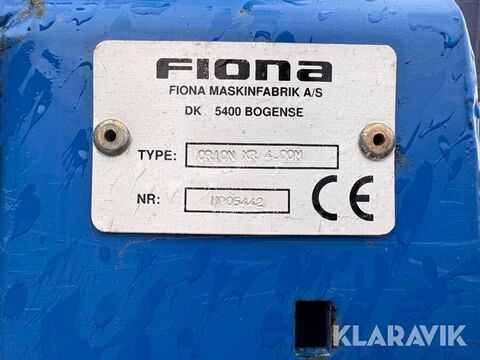 FIONA
FIONA MASKINFABRIK A/S
DK 5400 BOGENSE
TYPE: ORION XR 4.00M
NR: MP05442
CE
KLARAVIK